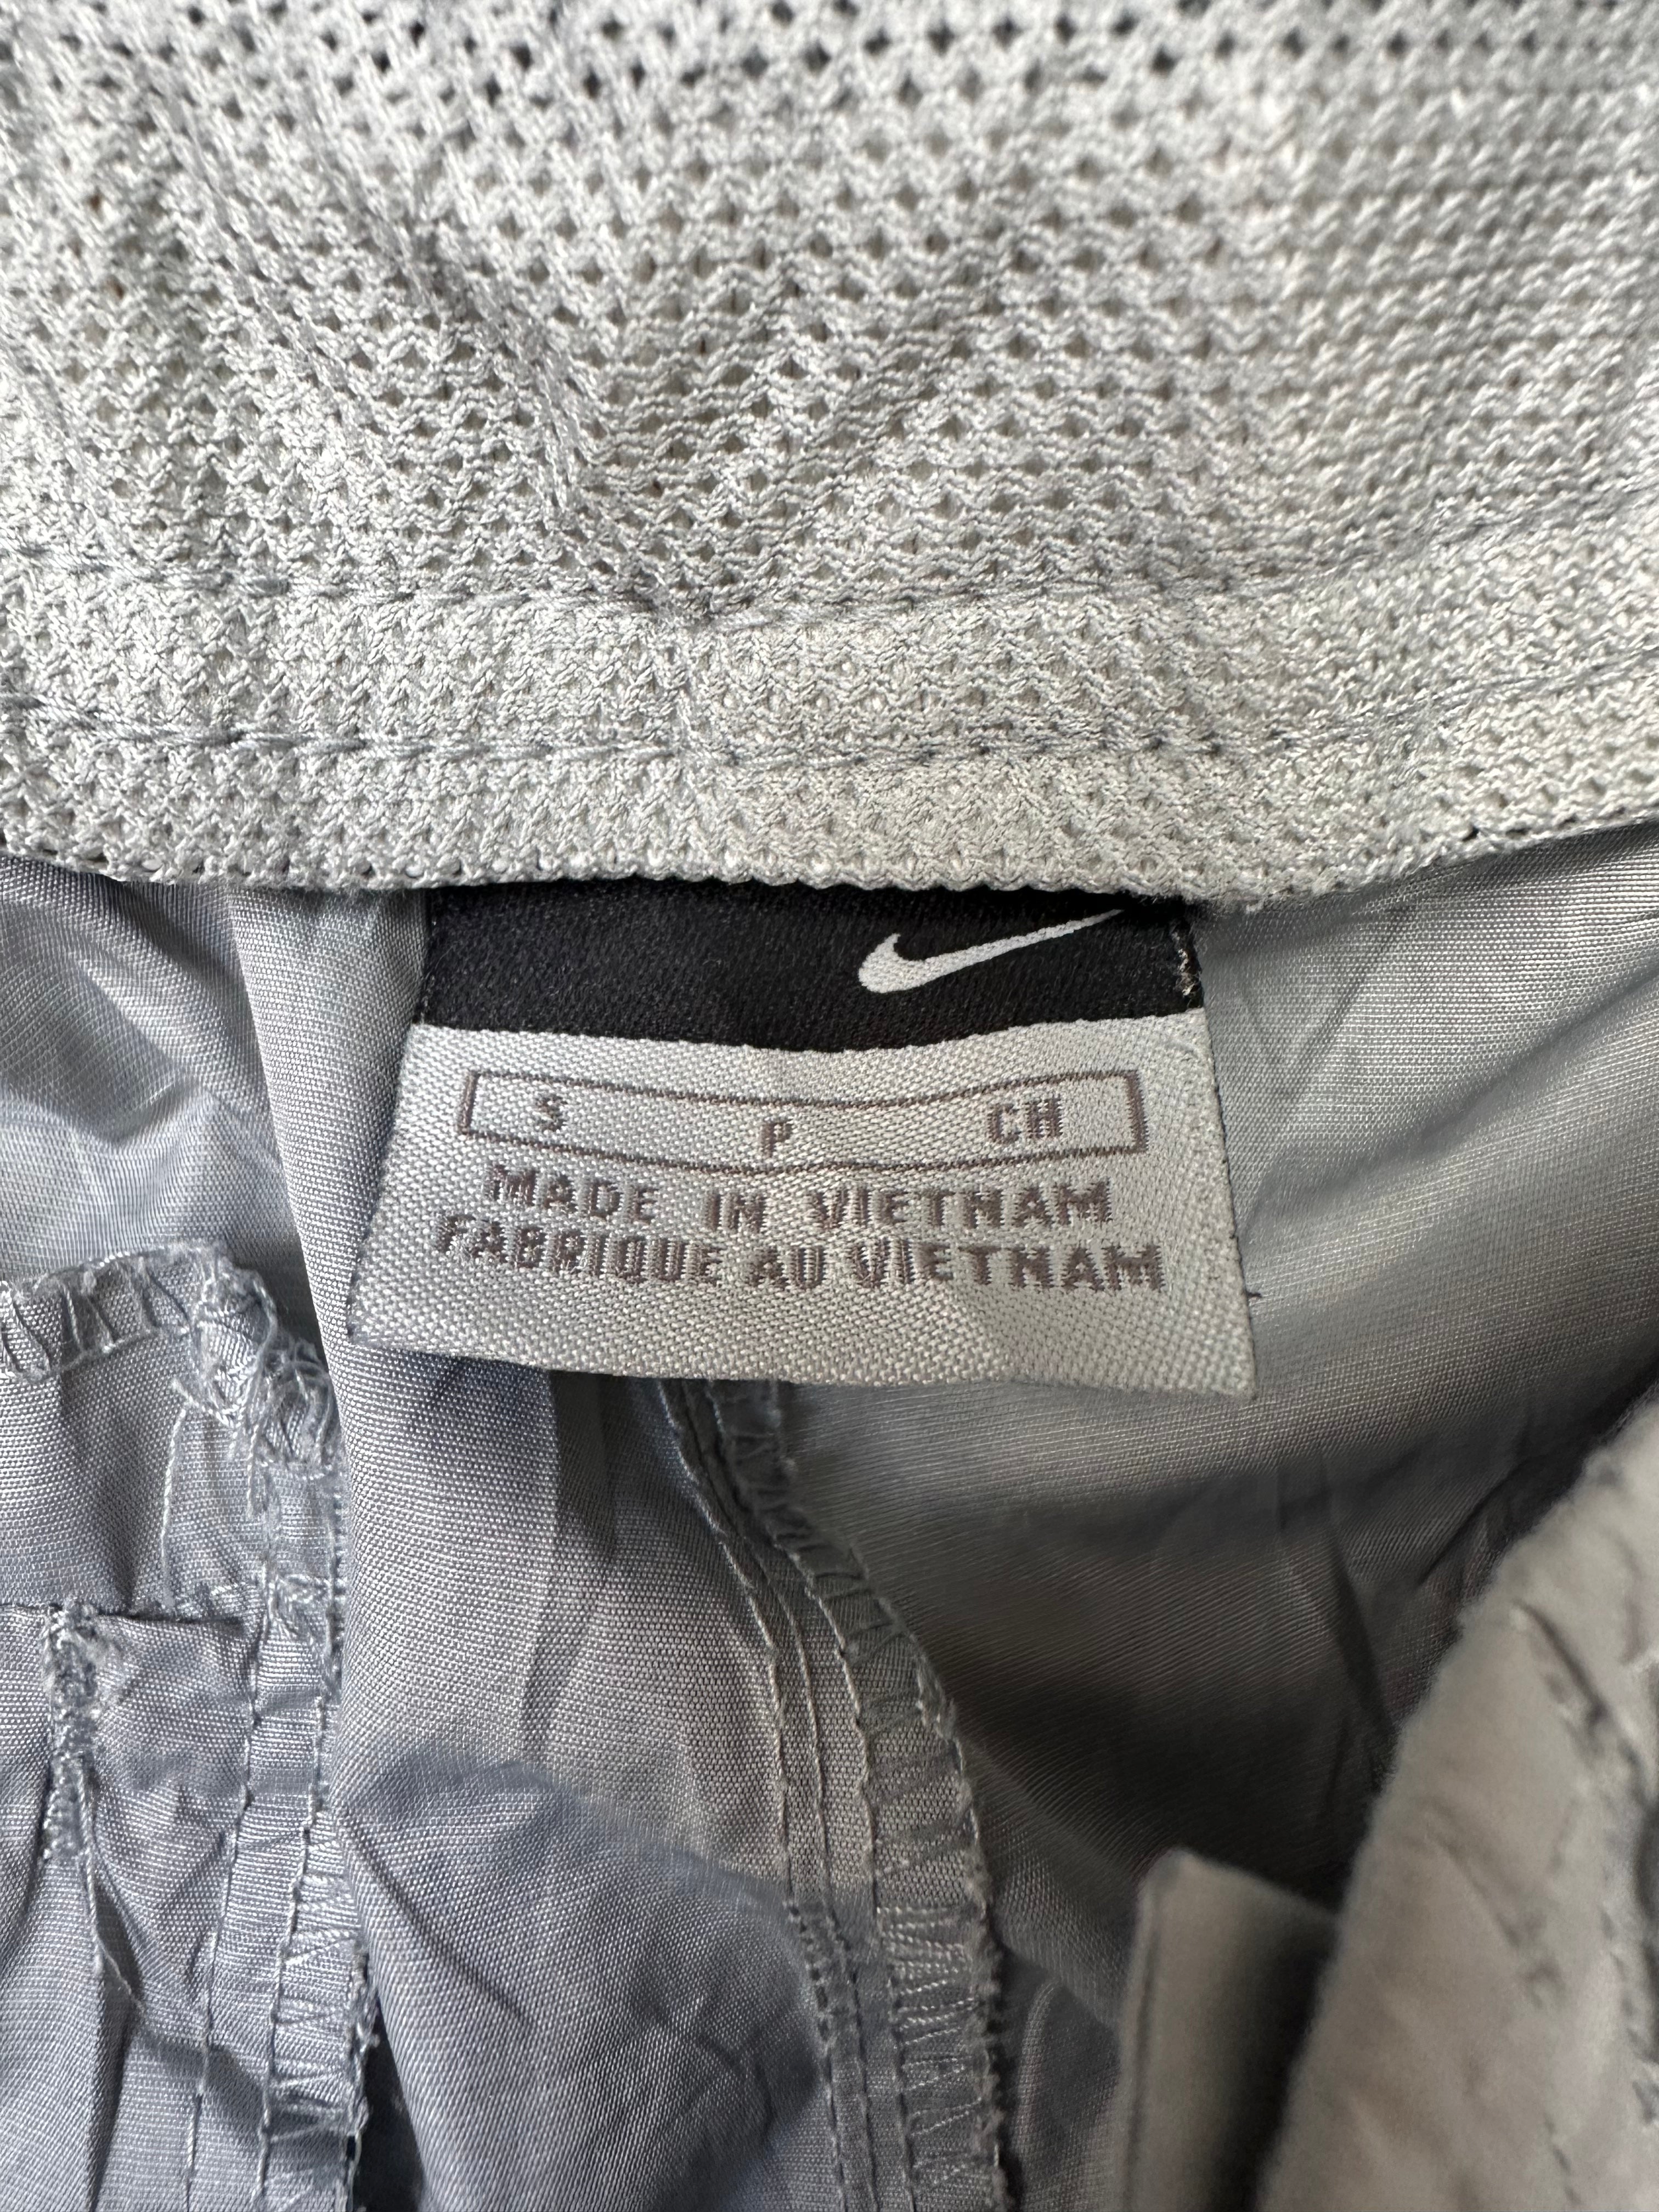 S P CH
MADE IN VIETNAM
FABRIQUE AU VIETNAM